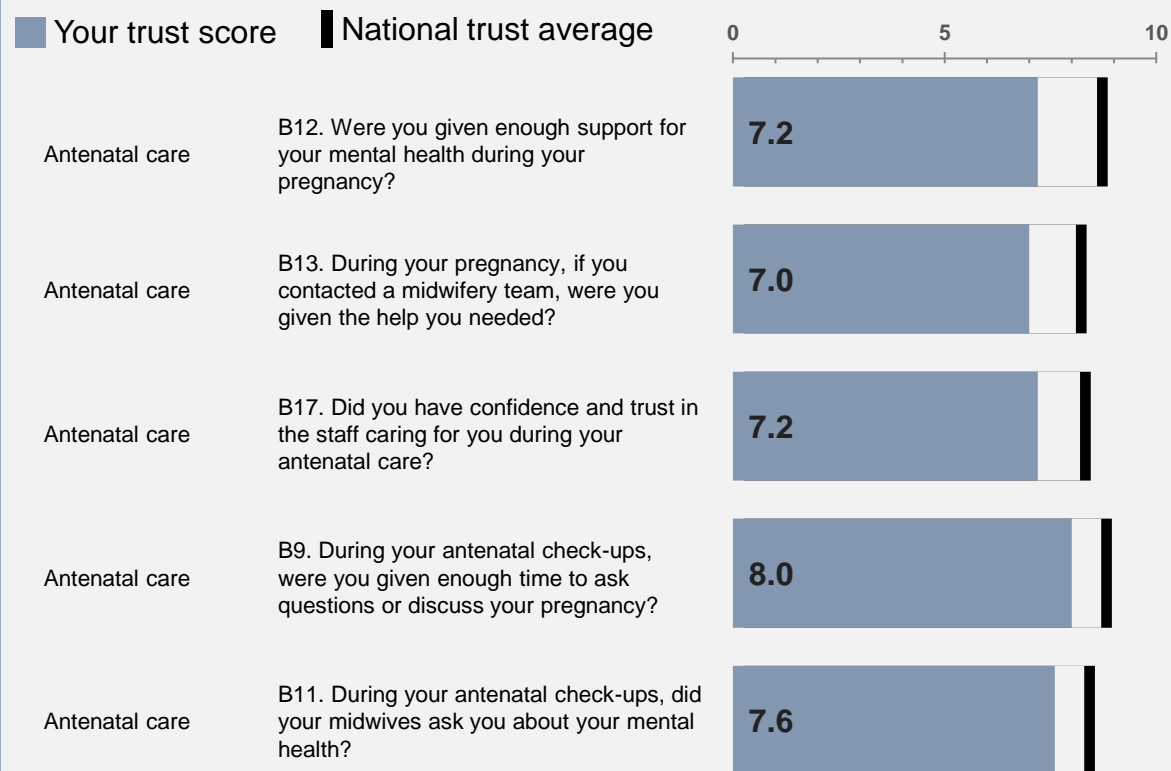 Your trust score
National trust average
0 5 10
Antenatal care
B12. Were you given enough support for
your mental health during your
pregnancy?
7.2
Antenatal care
B13. During your pregnancy, if you
contacted a midwifery team, were you
given the help you needed?
7.0
Antenatal care
B17. Did you have confidence and trust in
the staff caring for you during your
antenatal care?
7.2
Antenatal care
B9. During your antenatal check-ups,
were you given enough time to ask
questions or discuss your pregnancy?
8.0
Antenatal care
B11. During your antenatal check-ups, did
your midwives ask you about your mental
health?
7.6